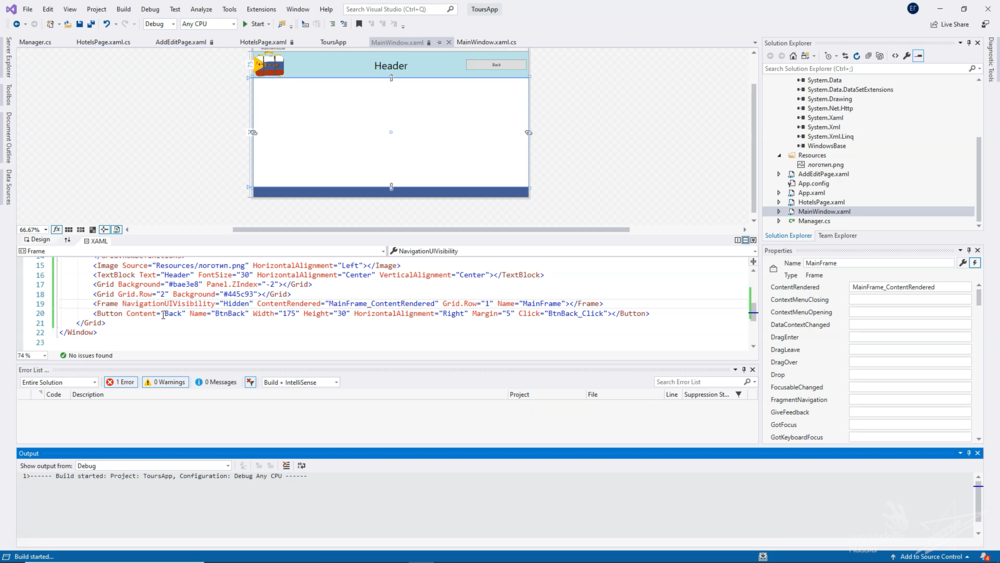 File Edit View Project Build Debug Test Analyze Tools Extensions Window Help Search Visual Studio ToursApp
Debug Any CPU Start Live Share
Manager.cs HotelsPage.xaml.cs AddEditPage.xaml HotelsPage.xaml ToursApp MainWindow.xaml MainWindow.xaml.cs
Server Explorer
Toolbox
Document Outline
Data Sources
Header
Back
66.67%
Design XAML
Frame NavigationUIVisibility
15 <Image Source="Resources/логотип.png" HorizontalAlignment="Left"></Image>
16 <TextBlock Text="Header" FontSize="30" HorizontalAlignment="Center" VerticalAlignment="Center"></TextBlock>
17 <Grid Background="#bae3e8" Panel.ZIndex="-2"></Grid>
18 <Grid Grid.Row="2" Background="#445c93"></Grid>
19 <Frame NavigationUIVisibility="Hidden" ContentRendered="MainFrame_ContentRendered" Grid.Row="1" Name="MainFrame"></Frame>
20 <Button Content="Back" Name="BtnBack" Width="175" Height="30" HorizontalAlignment="Right" Margin="5" Click="BtnBack_Click"></Button>
21 </Grid>
22 </Window>
23
74 % No issues found
Error List ...
Entire Solution 1 Error 0 Warnings 0 Messages Build + IntelliSense Search Error List
Code Description Project File Line Suppression St...
Output
Show output from: Debug
1>------ Build started: Project: ToursApp, Configuration: Debug Any CPU ------
Solution Explorer
Search Solution Explorer (Ctrl+;)
System.Data
System.Data.DataSetExtensions
System.Drawing
System.Net.Http
System.Xaml
System.Xml
System.Xml.Linq
WindowsBase
Resources
логотип.png
AddEditPage.xaml
App.config
App.xaml
HotelsPage.xaml
MainWindow.xaml
Manager.cs
Solution Explorer Team Explorer
Properties
Name MainFrame
Type Frame
ContentRendered MainFrame_ContentRendered
ContextMenuClosing
ContextMenuOpening
DataContextChanged
DragEnter
DragLeave
DragOver
Drop
FocusableChanged
FragmentNavigation
GiveFeedback
GotFocus
GotKeyboardFocus
Diagnostic Tools
Build started... Add to Source Control